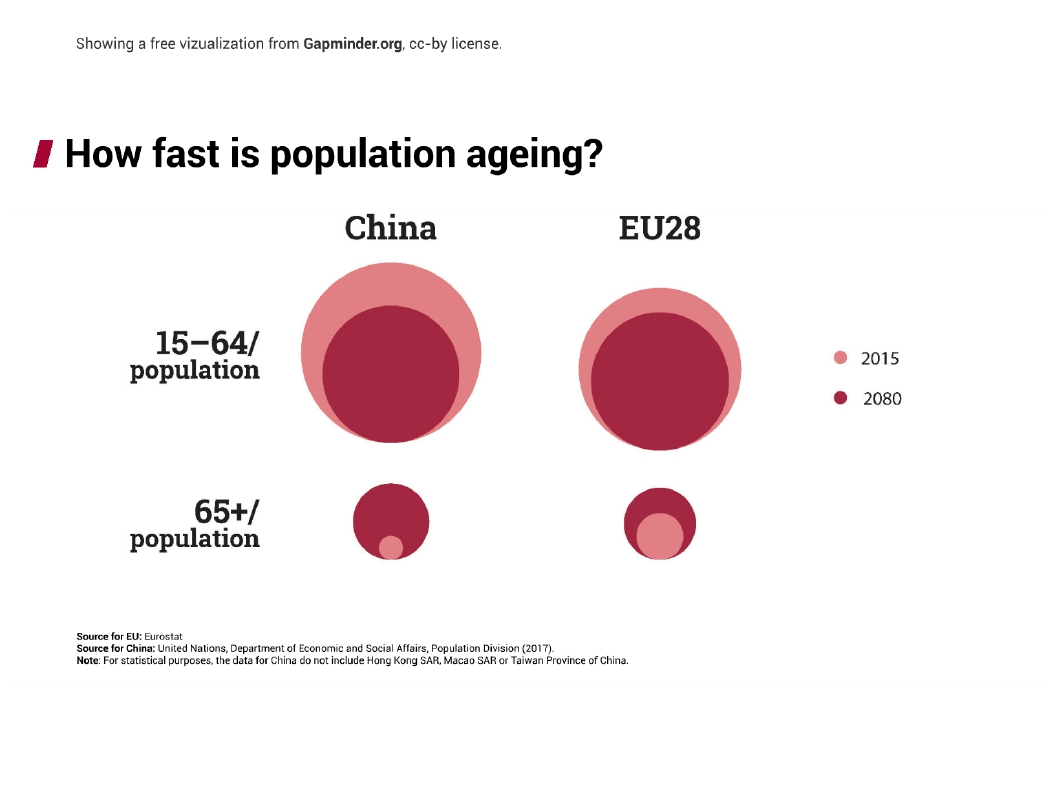 Showing a free vizualization from Gapminder.org, cc-by license.
How fast is population ageing?
China
EU28
15–64/
population
2015
2080
65+/
population
Source for EU: Eurostat
Source for China: United Nations, Department of Economic and Social Affairs, Population Division (2017).
Note: For statistical purposes, the data for China do not include Hong Kong SAR, Macao SAR or Taiwan Province of China.